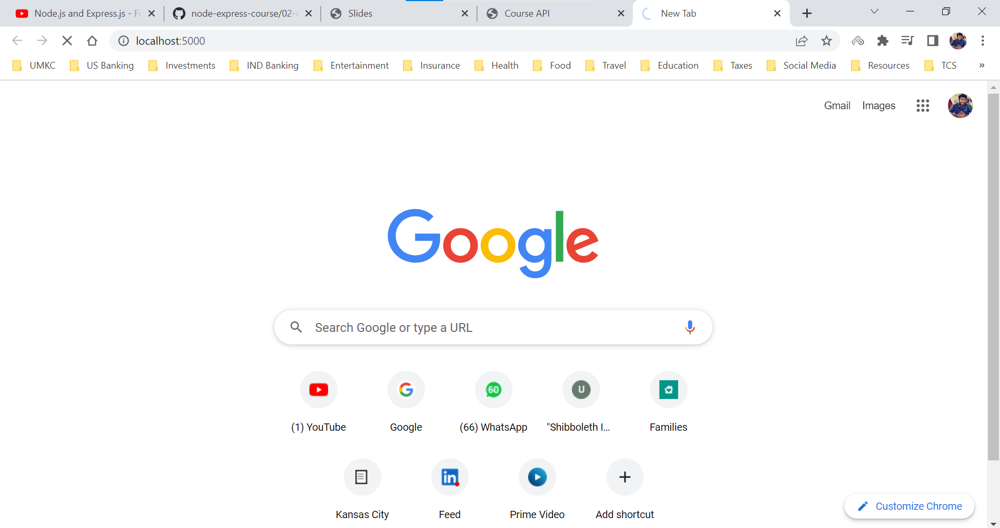 Node.js and Express.js - Fu
node-express-course/02-e
Slides
Course API
New Tab
localhost:5000
UMKC
US Banking
Investments
IND Banking
Entertainment
Insurance
Health
Food
Travel
Education
Taxes
Social Media
Resources
TCS
»
Gmail
Images
Google
Search Google or type a URL
60
U
(1) YouTube
Google
(66) WhatsApp
"Shibboleth I...
Families
in
Kansas City
Feed
Prime Video
Add shortcut
Customize Chrome